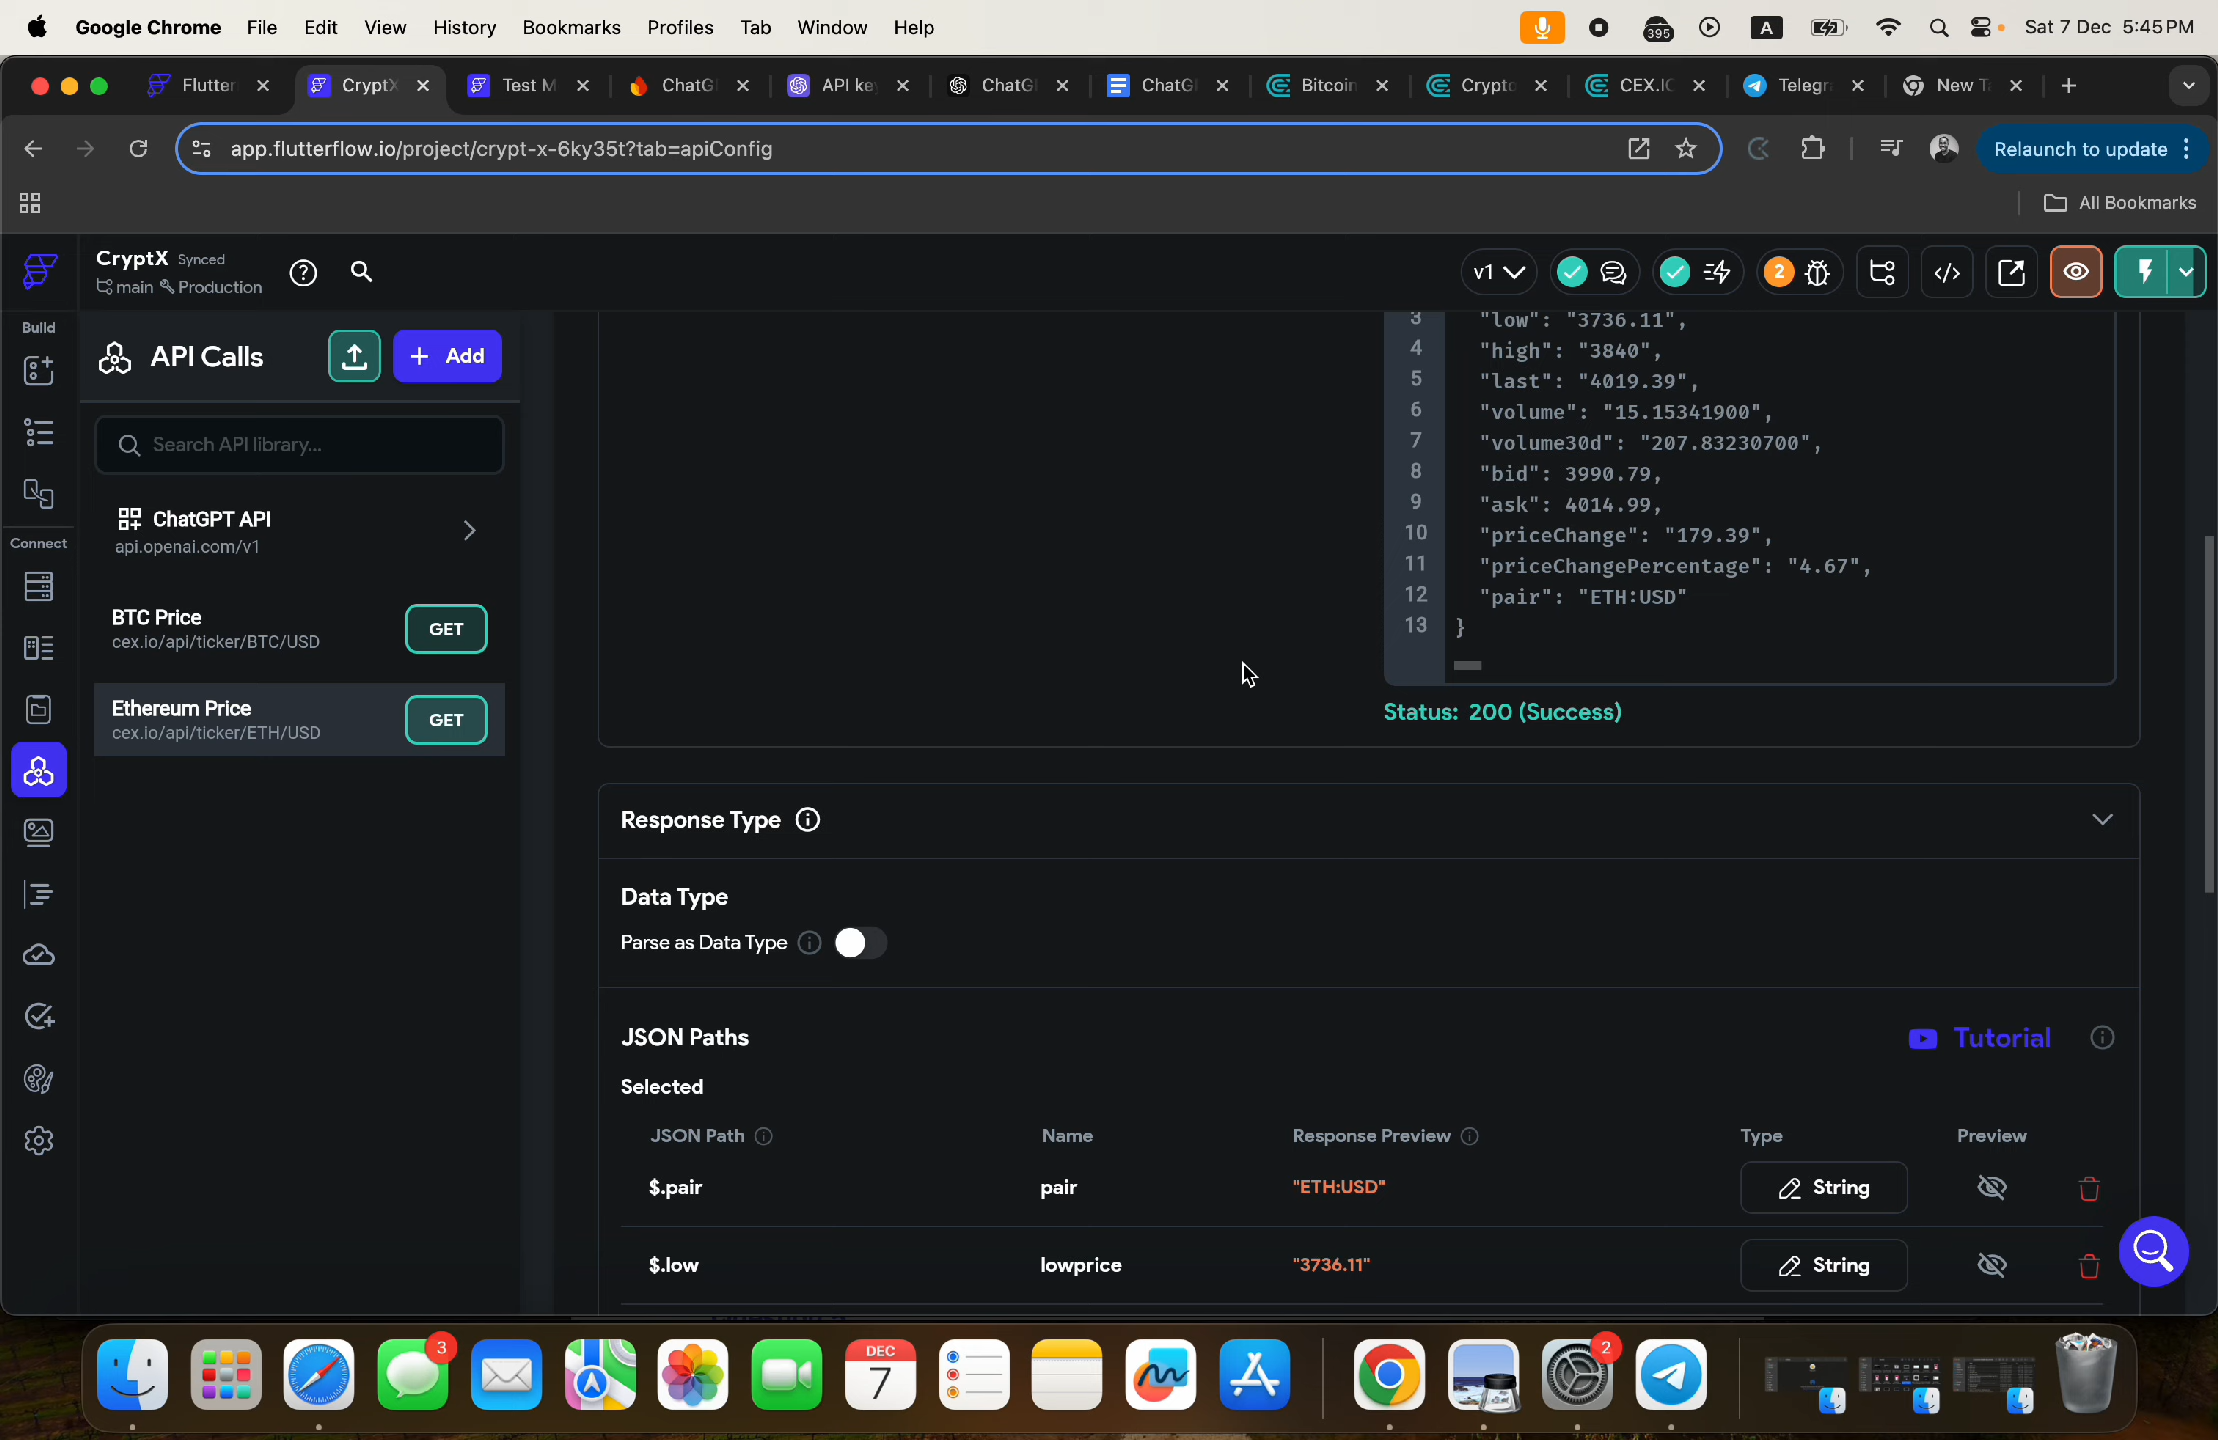 Google Chrome File Edit View History Bookmarks Profiles Tab Window Help 395 A Sat 7 Dec 5:45 PM
Flutter CryptX Test M ChatG API key ChatG ChatG Bitcoin Crypto CEX.IO Telegra New Ta
app.flutterflow.io/project/crypt-x-6ky35t?tab=apiConfig Relaunch to update
All Bookmarks
CryptX Synced
main Production
v1 2
Build
API Calls
Add
Search API library...
ChatGPT API
api.openai.com/v1
Connect
BTC Price
cex.io/api/ticker/BTC/USD
GET
Ethereum Price
cex.io/api/ticker/ETH/USD
GET
3 "low": "3736.11",
4 "high": "3840",
5 "last": "4019.39",
6 "volume": "15.15341900",
7 "volume30d": "207.83230700",
8 "bid": 3990.79,
9 "ask": 4014.99,
10 "priceChange": "179.39",
11 "priceChangePercentage": "4.67",
12 "pair": "ETH:USD"
13 }
Status: 200 (Success)
Response Type
Data Type
Parse as Data Type
JSON Paths
Tutorial
Selected
JSON Path Name Response Preview Type Preview
$.pair pair "ETH:USD" String
$.low lowprice "3736.11" String
3
DEC
7
2